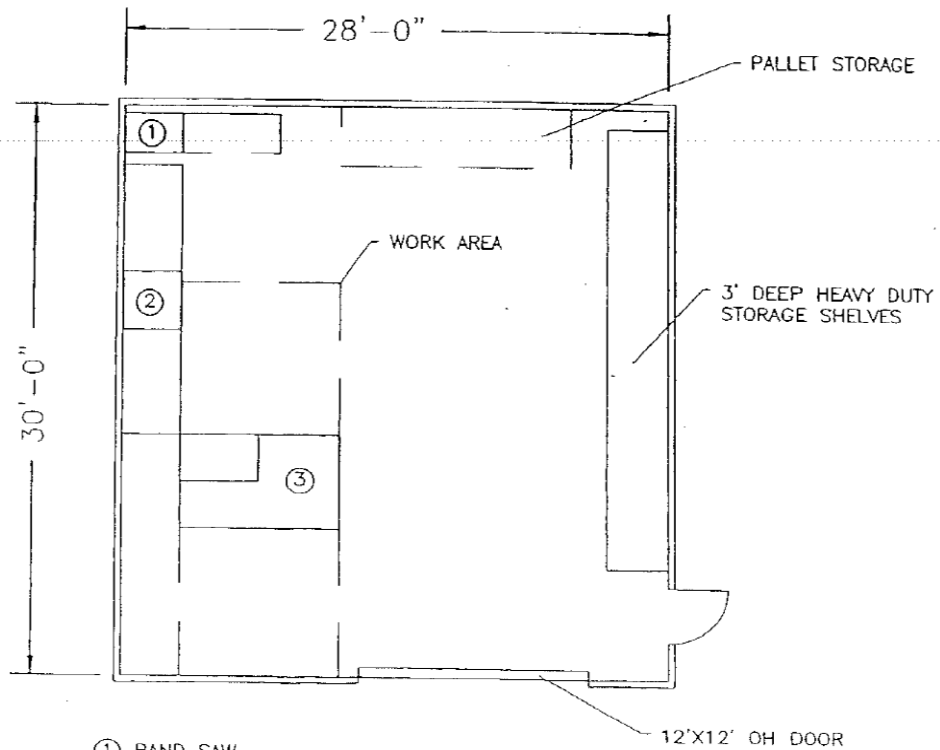 28'-0"
PALLET STORAGE
①
WORK AREA
②
3' DEEP HEAVY DUTY
STORAGE SHELVES
30'-0"
③
12'X12' OH DOOR
① BAND SAW